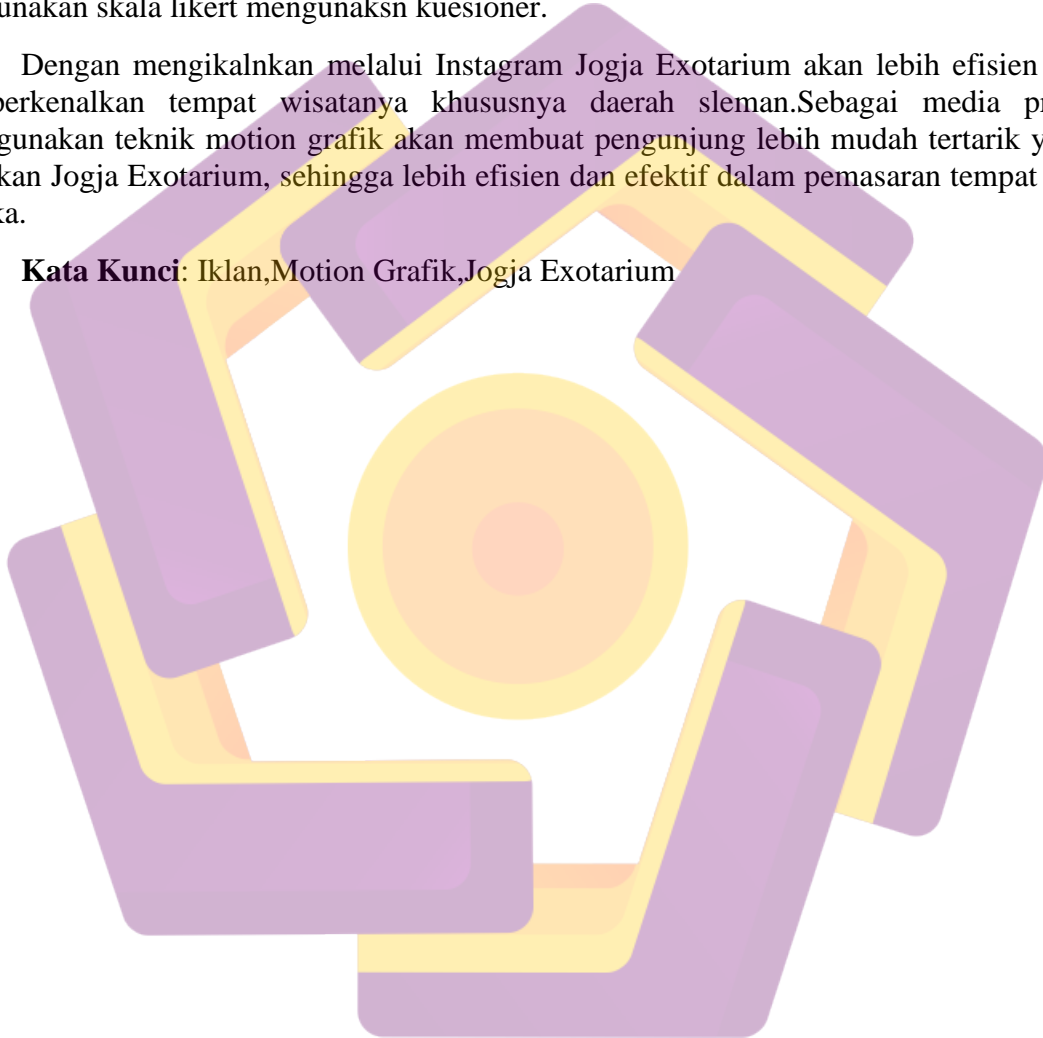 unakan skala likert mengunaksn kuesioner.
Dengan mengikalnkan melalui Instagram Jogja Exotarium akan lebih efisien
perkenalkan tempat wisatanya khususnya daerah sleman.Sebagai media pr
gunakan teknik motion grafik akan membuat pengunjung lebih mudah tertarik y
kan Jogja Exotarium, sehingga lebih efisien dan efektif dalam pemasaran tempat
ka.
Kata Kunci: Iklan,Motion Grafik,Jogja Exotarium